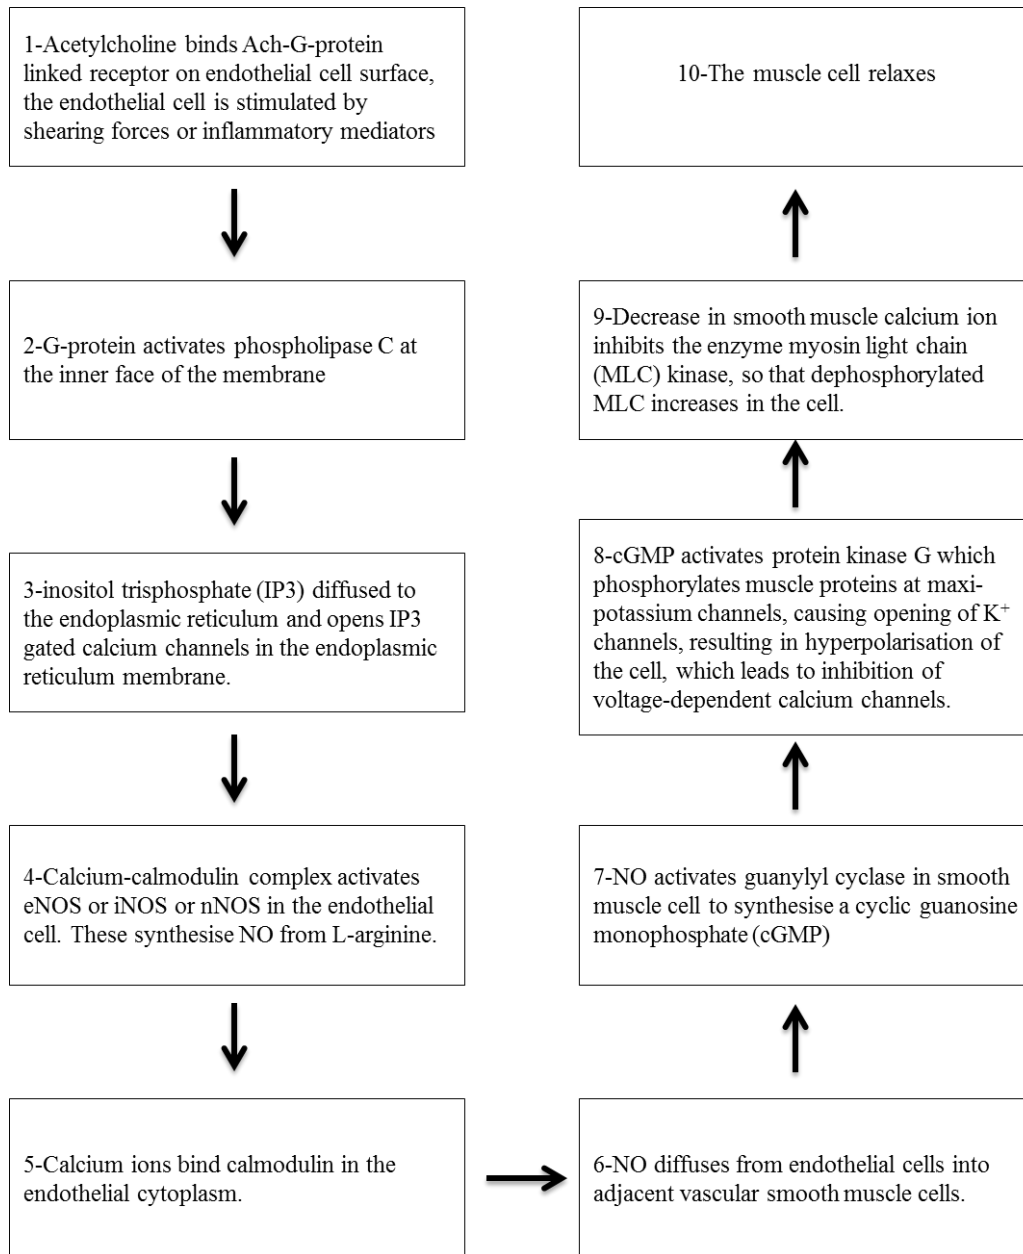 1-Acetylcholine binds Ach-G-protein
linked receptor on endothelial cell surface,
the endothelial cell is stimulated by
shearing forces or inflammatory mediators
2-G-protein activates phospholipase C at
the inner face of the membrane
3-inositol trisphosphate (IP3) diffused to
the endoplasmic reticulum and opens IP3
gated calcium channels in the endoplasmic
reticulum membrane.
4-Calcium-calmodulin complex activates
eNOS or iNOS or nNOS in the endothelial
cell. These synthesise NO from L-arginine.
5-Calcium ions bind calmodulin in the
endothelial cytoplasm.
6-NO diffuses from endothelial cells into
adjacent vascular smooth muscle cells.
7-NO activates guanylyl cyclase in smooth
muscle cell to synthesise a cyclic guanosine
monophosphate (cGMP)
8-cGMP activates protein kinase G which
phosphorylates muscle proteins at maxi-
potassium channels, causing opening of K⁺
channels, resulting in hyperpolarisation of
the cell, which leads to inhibition of
voltage-dependent calcium channels.
9-Decrease in smooth muscle calcium ion
inhibits the enzyme myosin light chain
(MLC) kinase, so that dephosphorylated
MLC increases in the cell.
10-The muscle cell relaxes